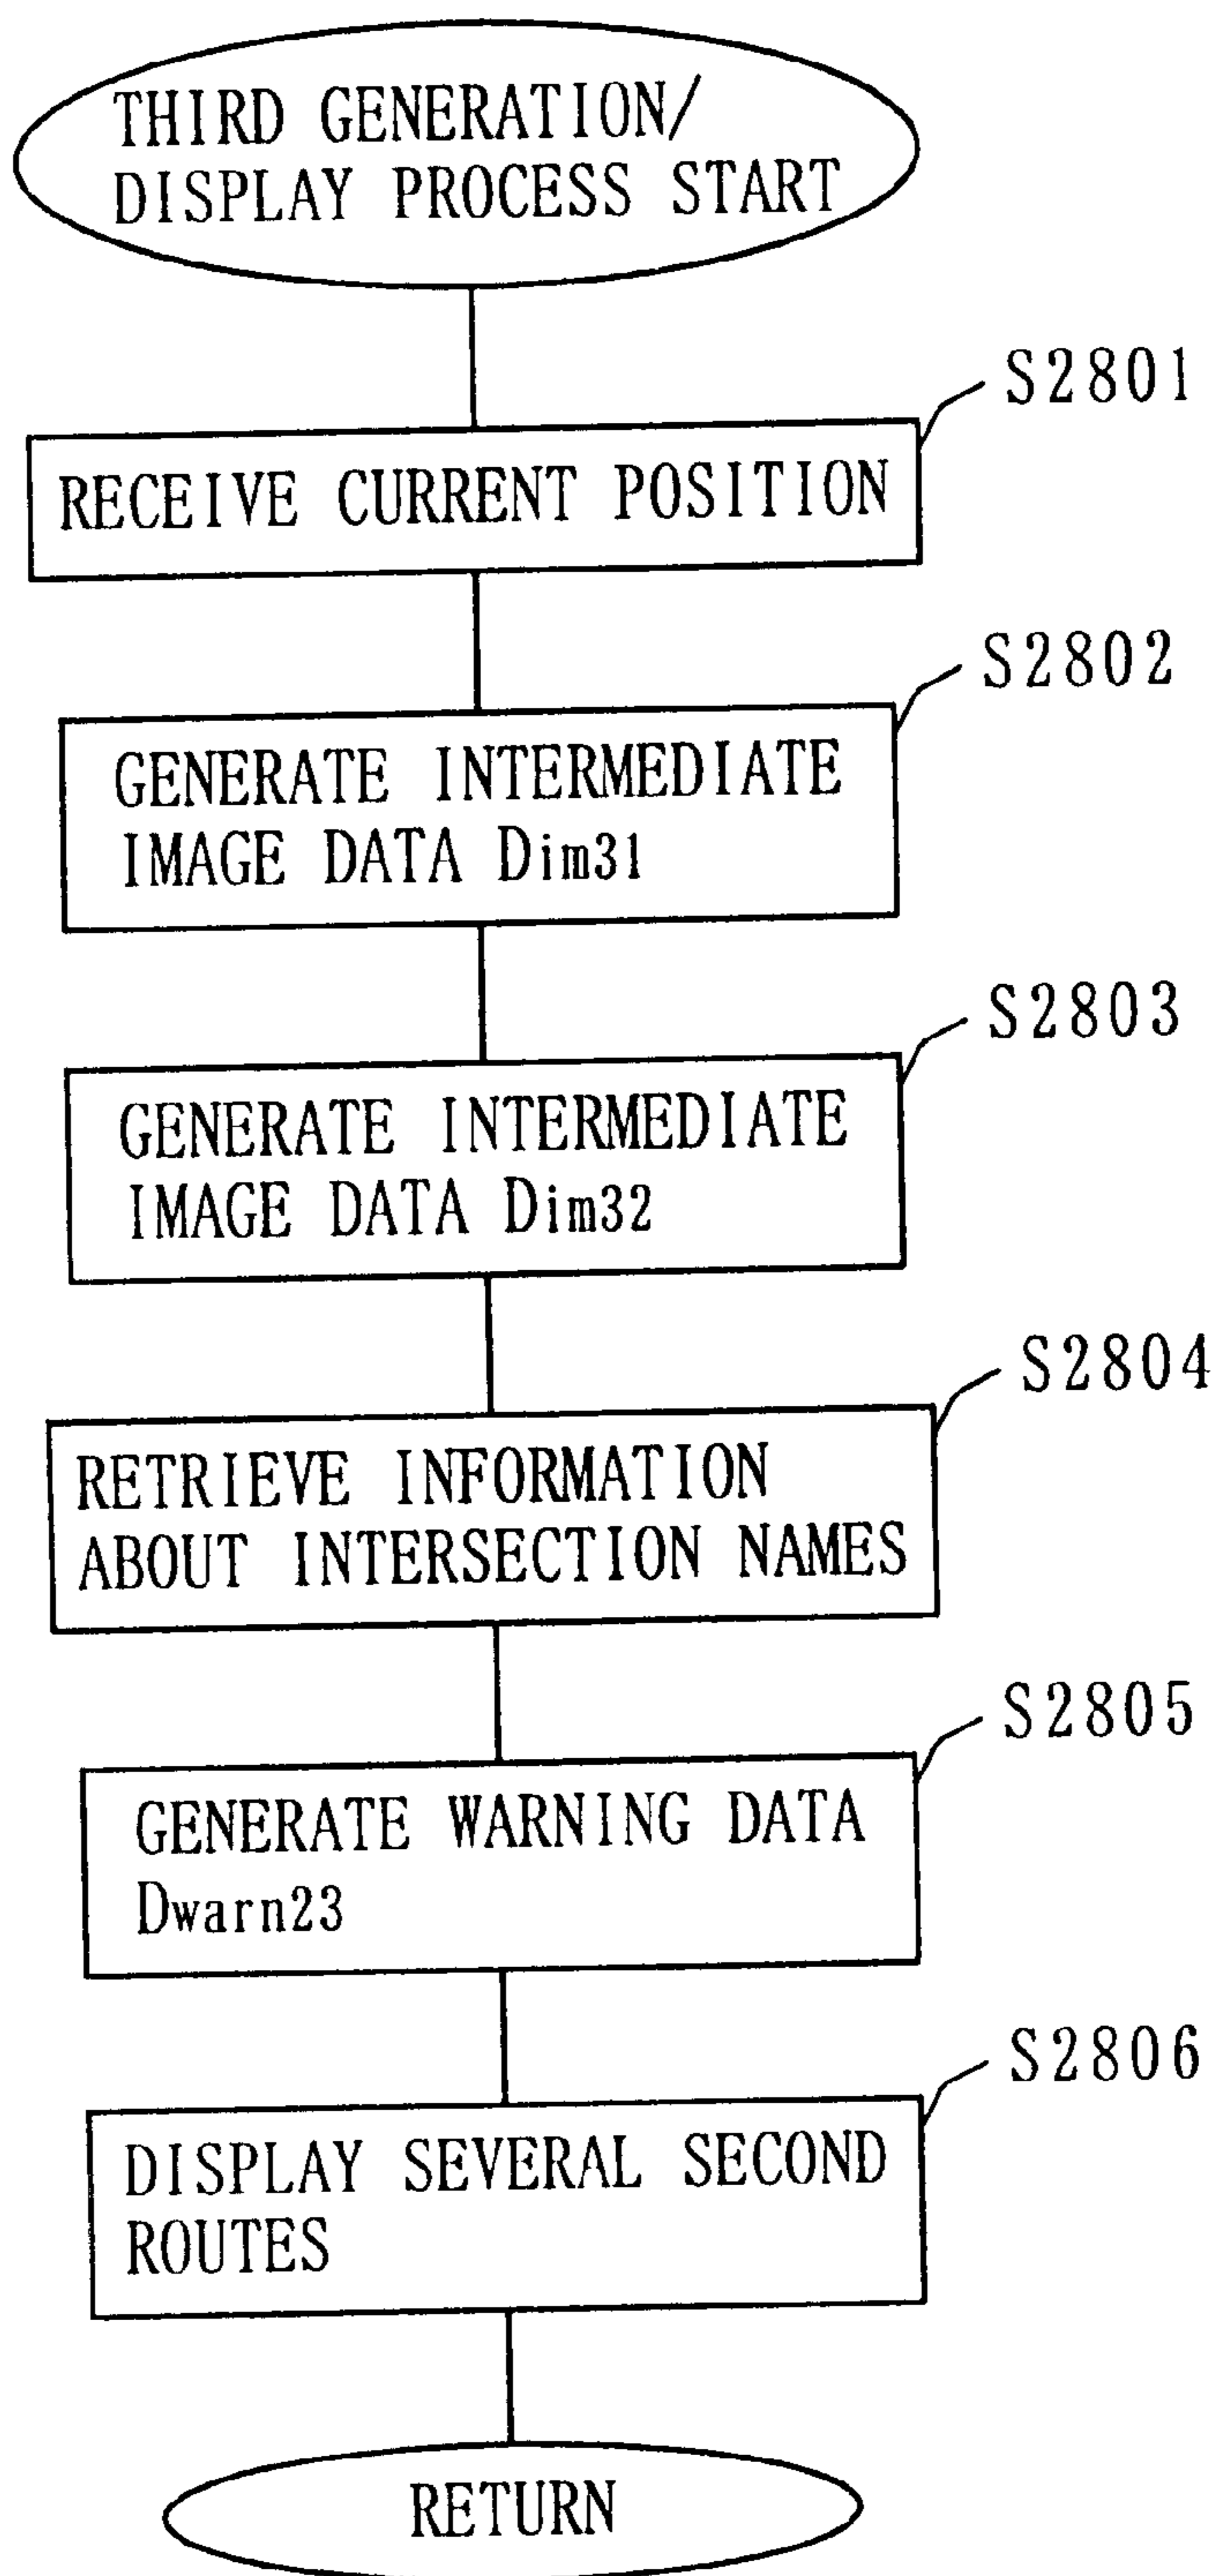 THIRD GENERATION/
DISPLAY PROCESS START
S2801
RECEIVE CURRENT POSITION
S2802
GENERATE INTERMEDIATE
IMAGE DATA Dim31
S2803
GENERATE INTERMEDIATE
IMAGE DATA Dim32
S2804
RETRIEVE INFORMATION
ABOUT INTERSECTION NAMES
S2805
GENERATE WARNING DATA
Dwarn23
S2806
DISPLAY SEVERAL SECOND
ROUTES
RETURN